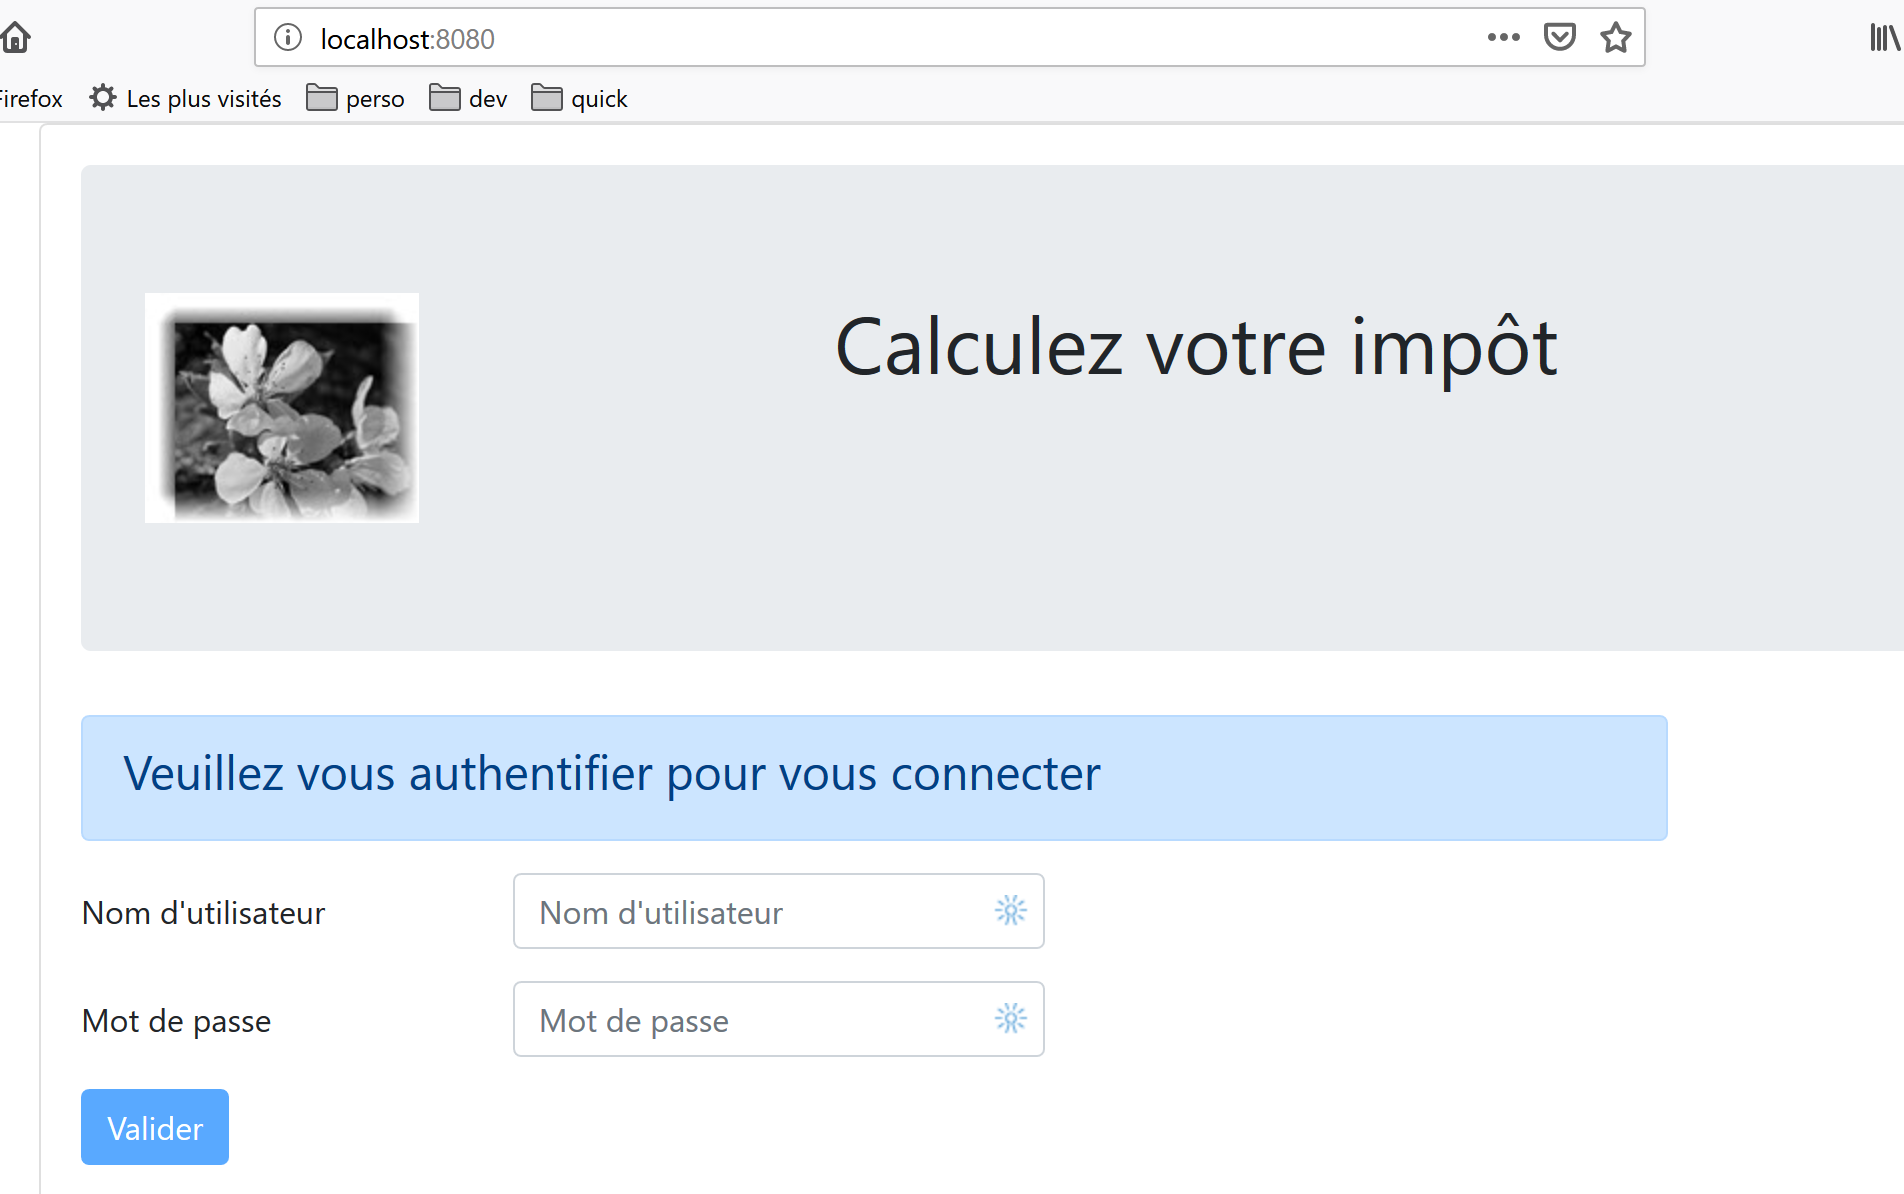 localhost:8080
Firefox Les plus visités perso dev quick
Calculez votre impôt
Veuillez vous authentifier pour vous connecter
Nom d'utilisateur Nom d'utilisateur
Mot de passe Mot de passe
Valider